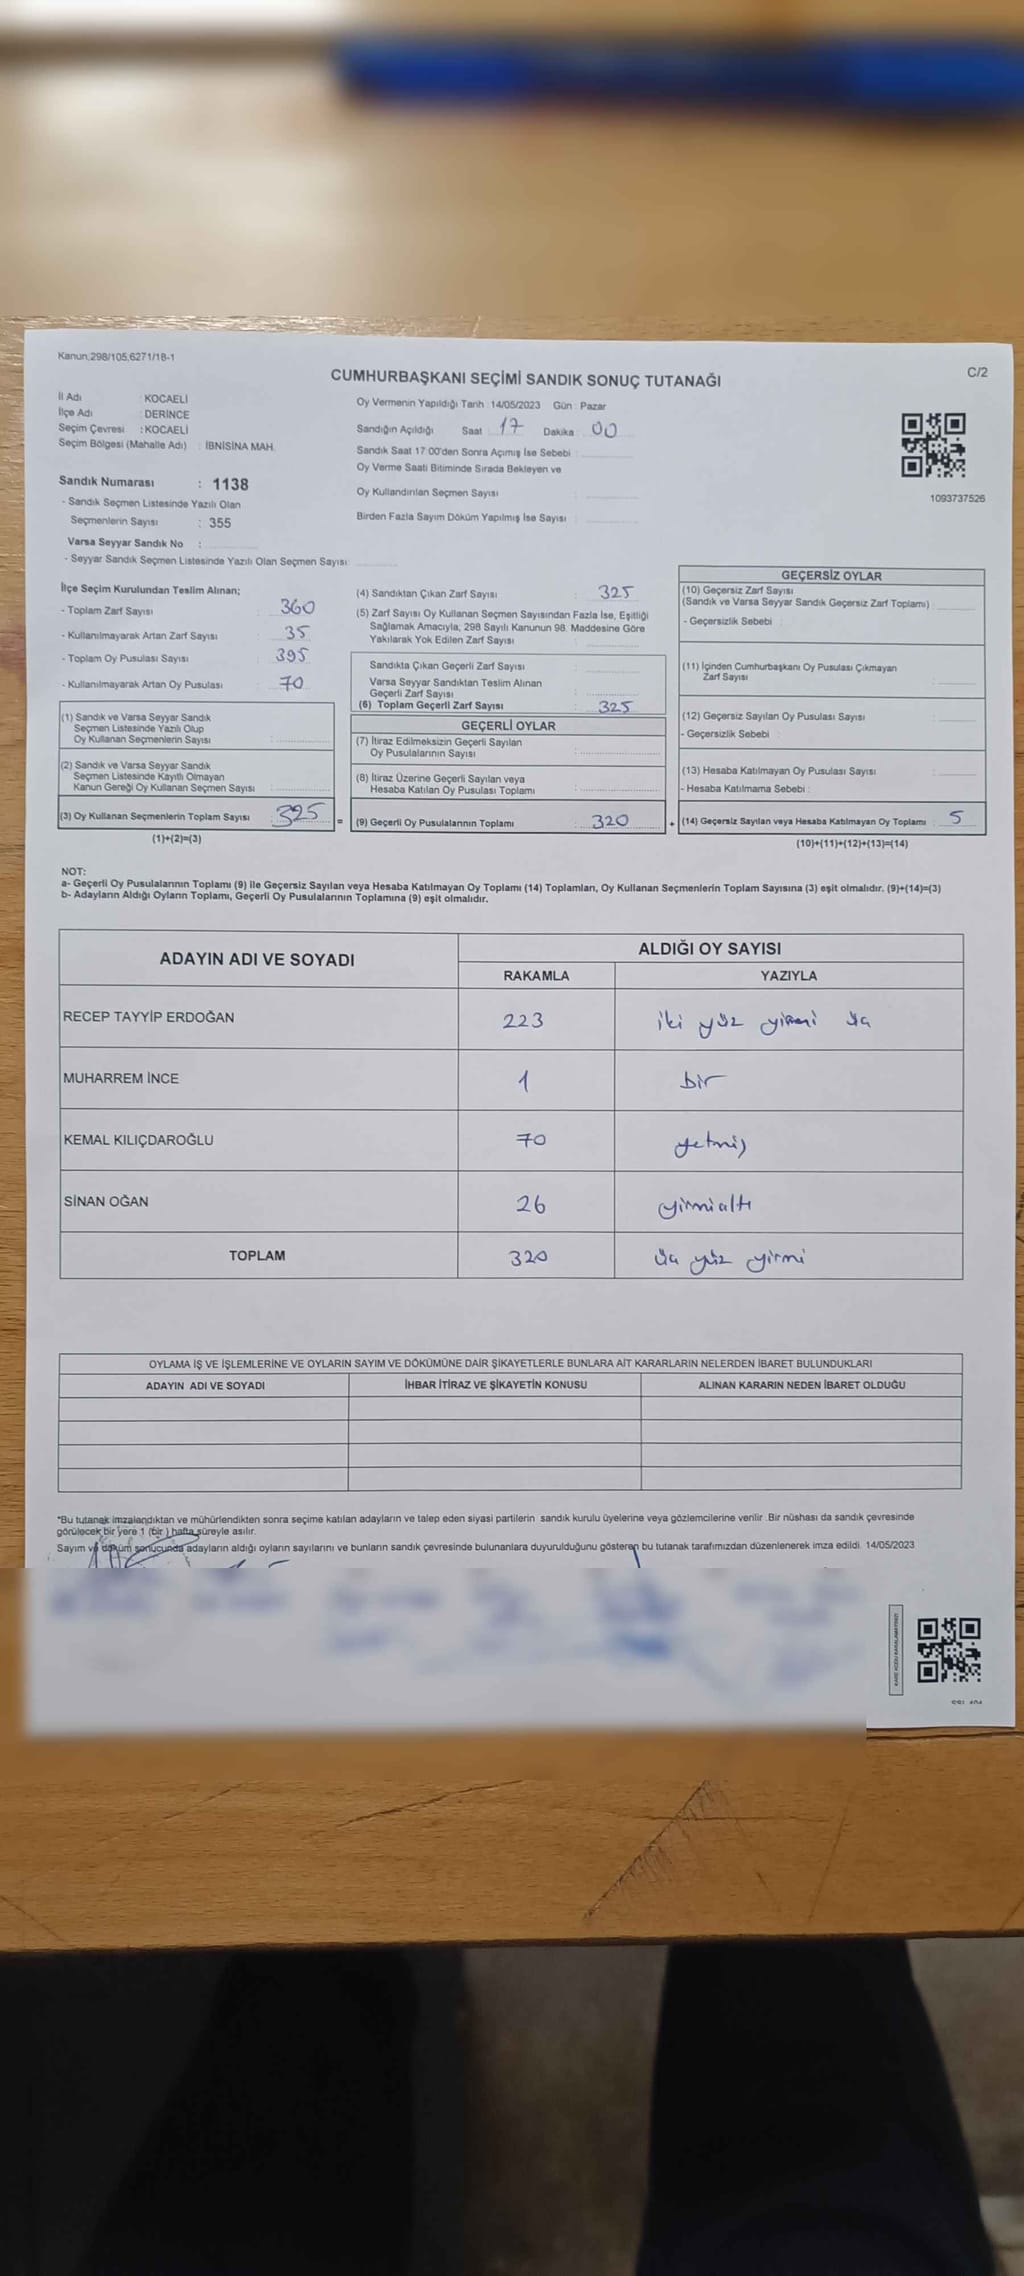 Kanun:298/105,6271/18-1
C/2
CUMHURBAŞKANI SEÇİMİ SANDIK SONUÇ TUTANAĞI
İl Adı : KOCAELİ
İlçe Adı : DERİNCE
Seçim Çevresi : KOCAELİ
Seçim Bölgesi (Mahalle Adı) : İBNİSİNA MAH.
Sandık Numarası : 1138
- Sandık Seçmen Listesinde Yazılı Olan
Seçmenlerin Sayısı : 355
Varsa Seyyar Sandık No :
- Seyyar Sandık Seçmen Listesinde Yazılı Olan Seçmen Sayısı
Oy Vermenin Yapıldığı Tarih :14/05/2023 Gün : Pazar
Sandığın Açıldığı Saat 17 Dakika : 00
Sandık Saat 17:00'den Sonra Açımış İse Sebebi :
Oy Verme Saati Bitiminde Sırada Bekleyen ve
Oy Kullandırılan Seçmen Sayısı :
Birden Fazla Sayım Döküm Yapılmış İse Sayısı :
1093737526
İlçe Seçim Kurulundan Teslim Alınan;
- Toplam Zarf Sayısı : 360
- Kullanılmayarak Artan Zarf Sayısı : 35
- Toplam Oy Pusulası Sayısı : 395
- Kullanılmayarak Artan Oy Pusulası : 70
(1) Sandık ve Varsa Seyyar Sandık
Seçmen Listesinde Yazılı Olup
Oy Kullanan Seçmenlerin Sayısı :
(2) Sandık ve Varsa Seyyar Sandık
Seçmen Listesinde Kayıtlı Olmayan
Kanun Gereği Oy Kullanan Seçmen Sayısı :
(3) Oy Kullanan Seçmenlerin Toplam Sayısı : 325 =
(1)+(2)=(3)
(4) Sandıktan Çıkan Zarf Sayısı : 325
(5) Zarf Sayısı Oy Kullanan Seçmen Sayısından Fazla İse, Eşitliği
Sağlamak Amacıyla; 298 Sayılı Kanunun 98. Maddesine Göre
Yakılarak Yok Edilen Zarf Sayısı :
Sandıkta Çıkan Geçerli Zarf Sayısı :
Varsa Seyyar Sandıktan Teslim Alınan
Geçerli Zarf Sayısı :
(6) Toplam Geçerli Zarf Sayısı : 325
GEÇERLİ OYLAR
(7) İtiraz Edilmeksizin Geçerli Sayılan
Oy Pusulalarının Sayısı :
(8) İtiraz Üzerine Geçerli Sayılan veya
Hesaba Katılan Oy Pusulası Toplamı :
(9) Geçerli Oy Pusulalarının Toplamı : 320 +
GEÇERSİZ OYLAR
(10) Geçersiz Zarf Sayısı
(Sandık ve Varsa Seyyar Sandık Geçersiz Zarf Toplamı) :
- Geçersizlik Sebebi :
(11) İçinden Cumhurbaşkanı Oy Pusulası Çıkmayan
Zarf Sayısı :
(12) Geçersiz Sayılan Oy Pusulası Sayısı :
- Geçersizlik Sebebi :
(13) Hesaba Katılmayan Oy Pusulası Sayısı :
- Hesaba Katılmama Sebebi :
(14) Geçersiz Sayılan veya Hesaba Katılmayan Oy Toplamı : 5
(10)+(11)+(12)+(13)=(14)
NOT:
a- Geçerli Oy Pusulalarının Toplamı (9) ile Geçersiz Sayılan veya Hesaba Katılmayan Oy Toplamı (14) Toplamları, Oy Kullanan Seçmenlerin Toplam Sayısına (3) eşit olmalıdır. (9)+(14)=(3)
b- Adayların Aldığı Oyların Toplamı, Geçerli Oy Pusulalarının Toplamına (9) eşit olmalıdır.
ADAYIN ADI VE SOYADI
ALDIĞI OY SAYISI
RAKAMLA YAZIYLA
RECEP TAYYİP ERDOĞAN 223 iki yüz yirmi üç
MUHARREM İNCE 1 bir
KEMAL KILIÇDAROĞLU 70 yetmiş
SİNAN OĞAN 26 yirmialtı
TOPLAM 320 üç yüz yirmi
OYLAMA İŞ VE İŞLEMLERİNE VE OYLARIN SAYIM VE DÖKÜMÜNE DAİR ŞİKAYETLERLE BUNLARA AİT KARARLARIN NELERDEN İBARET BULUNDUKLARI
ADAYIN ADI VE SOYADI İHBAR İTİRAZ VE ŞİKAYETİN KONUSU ALINAN KARARIN NEDEN İBARET OLDUĞU
*Bu tutanak imzalandıktan ve mühürlendikten sonra seçime katılan adayların ve talep eden siyasi partilerin sandık kurulu üyelerine veya gözlemcilerine verilir. Bir nüshası da sandık çevresinde
görülecek bir yere 1 (bir) hafta süreyle asılır.
Sayım ve döküm sonucunda adayların aldığı oyların sayılarını ve bunların sandık çevresinde bulunanlara duyurulduğunu gösteren bu tutanak tarafımızdan düzenlenerek imza edildi. 14/05/2023